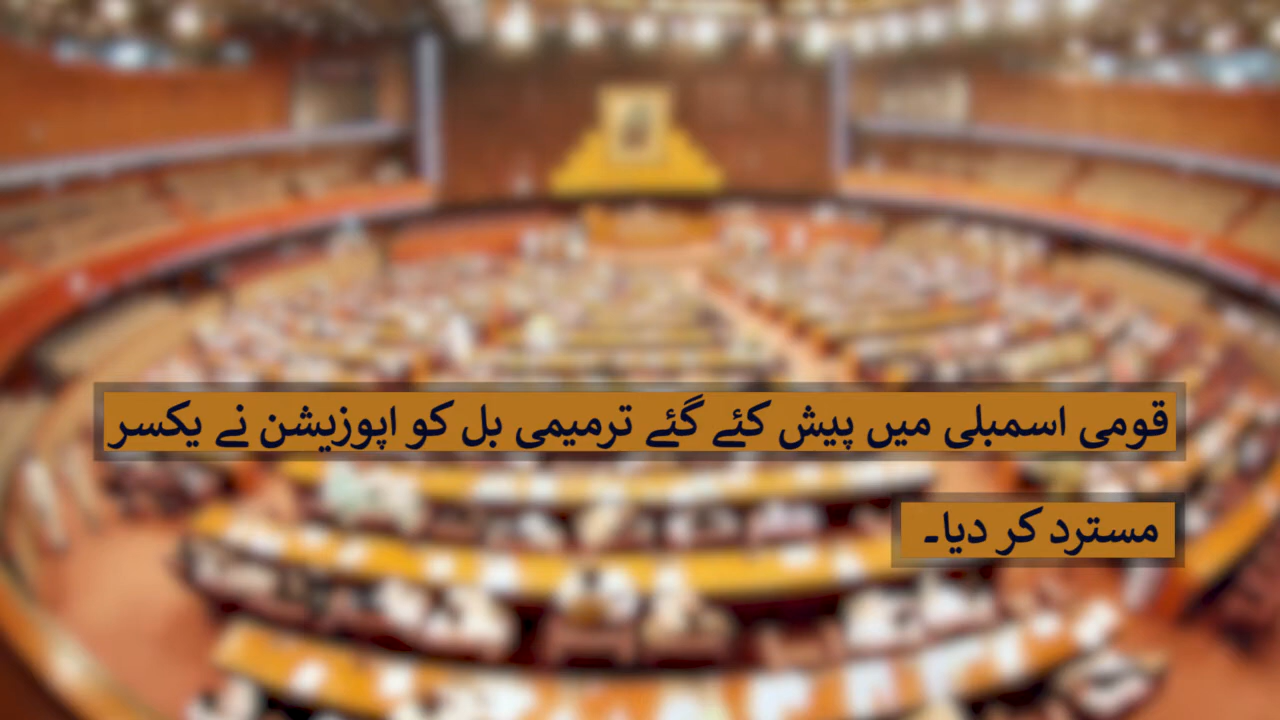 قومی اسمبلی میں پیش کئے گئے ترمیمی بل کو اپوزیشن نے یکسر
مسترد کر دیا۔